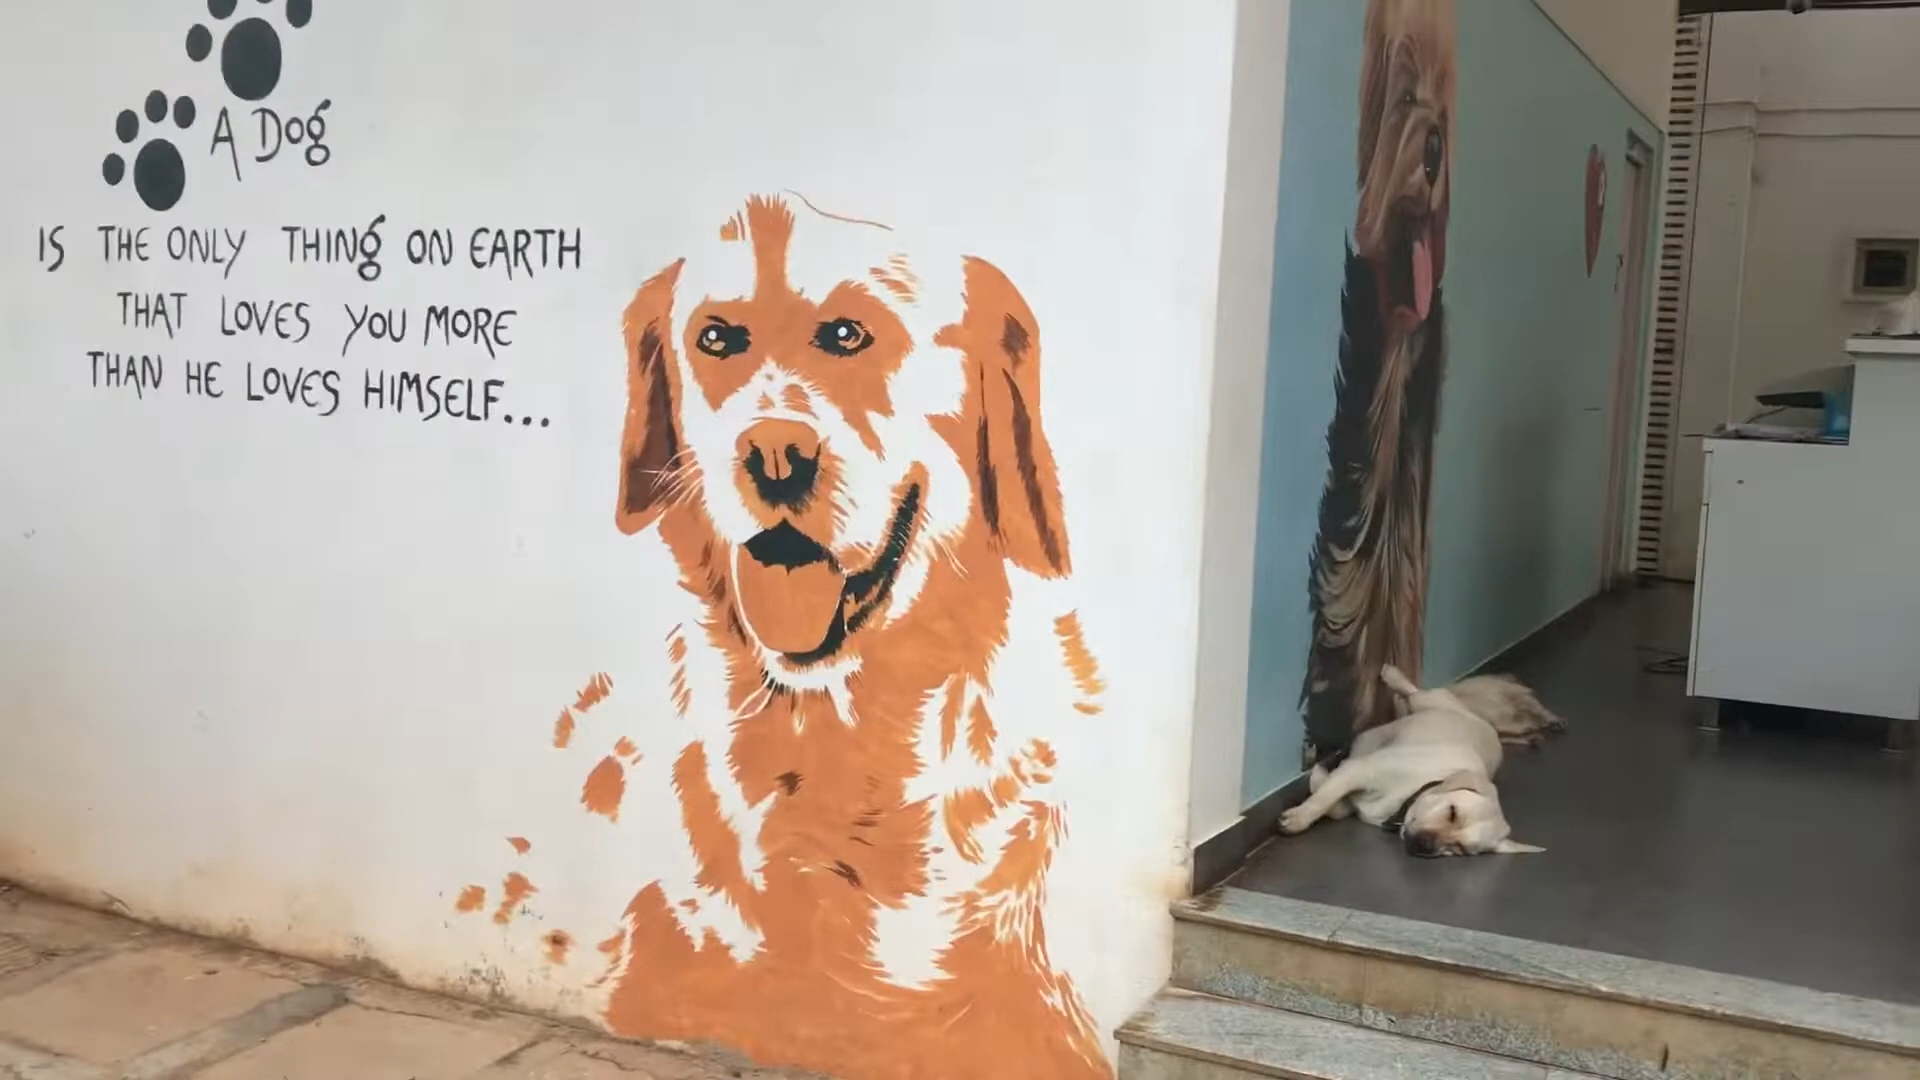 A Dog
IS THE ONLY THING ON EARTH
THAT LOVES YOU MORE
THAN HE LOVES HIMSELF...